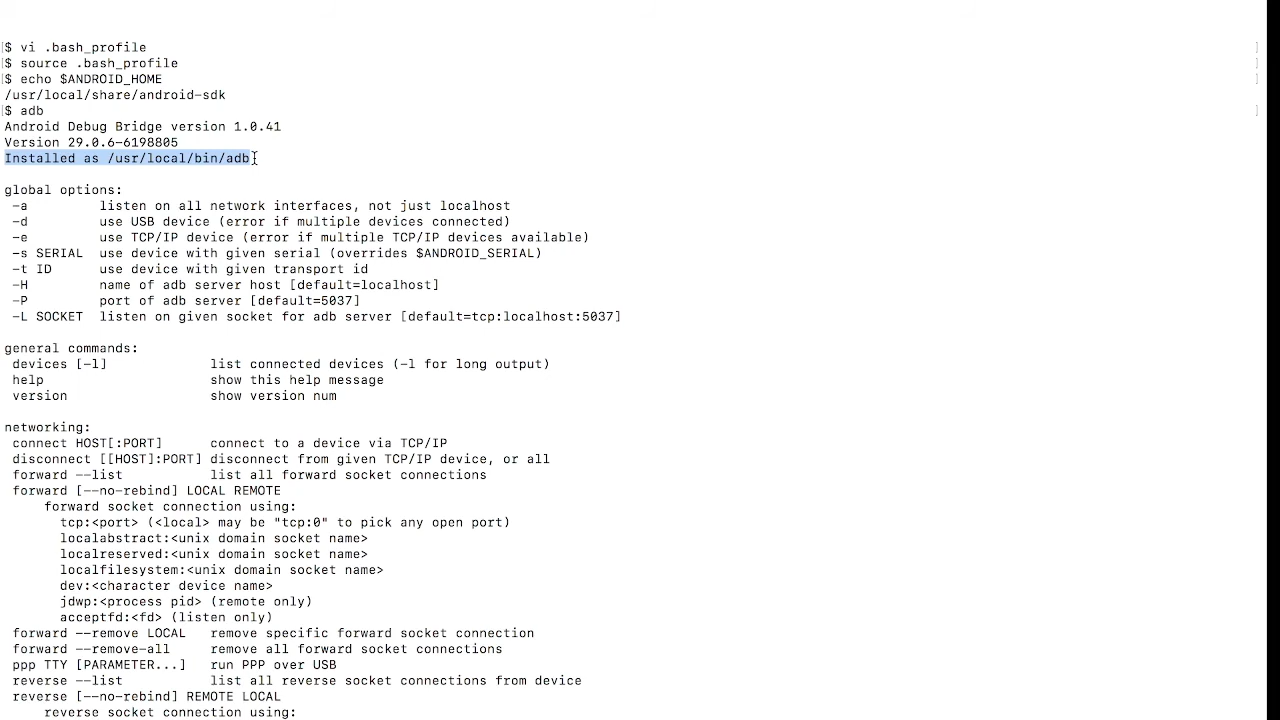 $ vi .bash_profile
$ source .bash_profile
$ echo $ANDROID_HOME
/usr/local/share/android-sdk
$ adb
Android Debug Bridge version 1.0.41
Version 29.0.6-6198805
Installed as /usr/local/bin/adb
global options:
-a listen on all network interfaces, not just localhost
-d use USB device (error if multiple devices connected)
-e use TCP/IP device (error if multiple TCP/IP devices available)
-s SERIAL use device with given serial (overrides $ANDROID_SERIAL)
-t ID use device with given transport id
-H name of adb server host [default=localhost]
-P port of adb server [default=5037]
-L SOCKET listen on given socket for adb server [default=tcp:localhost:5037]
general commands:
devices [-l] list connected devices (-l for long output)
help show this help message
version show version num
networking:
connect HOST[:PORT] connect to a device via TCP/IP
disconnect [[HOST]:PORT] disconnect from given TCP/IP device, or all
forward --list list all forward socket connections
forward [--no-rebind] LOCAL REMOTE
forward socket connection using:
tcp:<port> (<local> may be "tcp:0" to pick any open port)
localabstract:<unix domain socket name>
localreserved:<unix domain socket name>
localfilesystem:<unix domain socket name>
dev:<character device name>
jdwp:<process pid> (remote only)
acceptfd:<fd> (listen only)
forward --remove LOCAL remove specific forward socket connection
forward --remove-all remove all forward socket connections
ppp TTY [PARAMETER...] run PPP over USB
reverse --list list all reverse socket connections from device
reverse [--no-rebind] REMOTE LOCAL
reverse socket connection using: